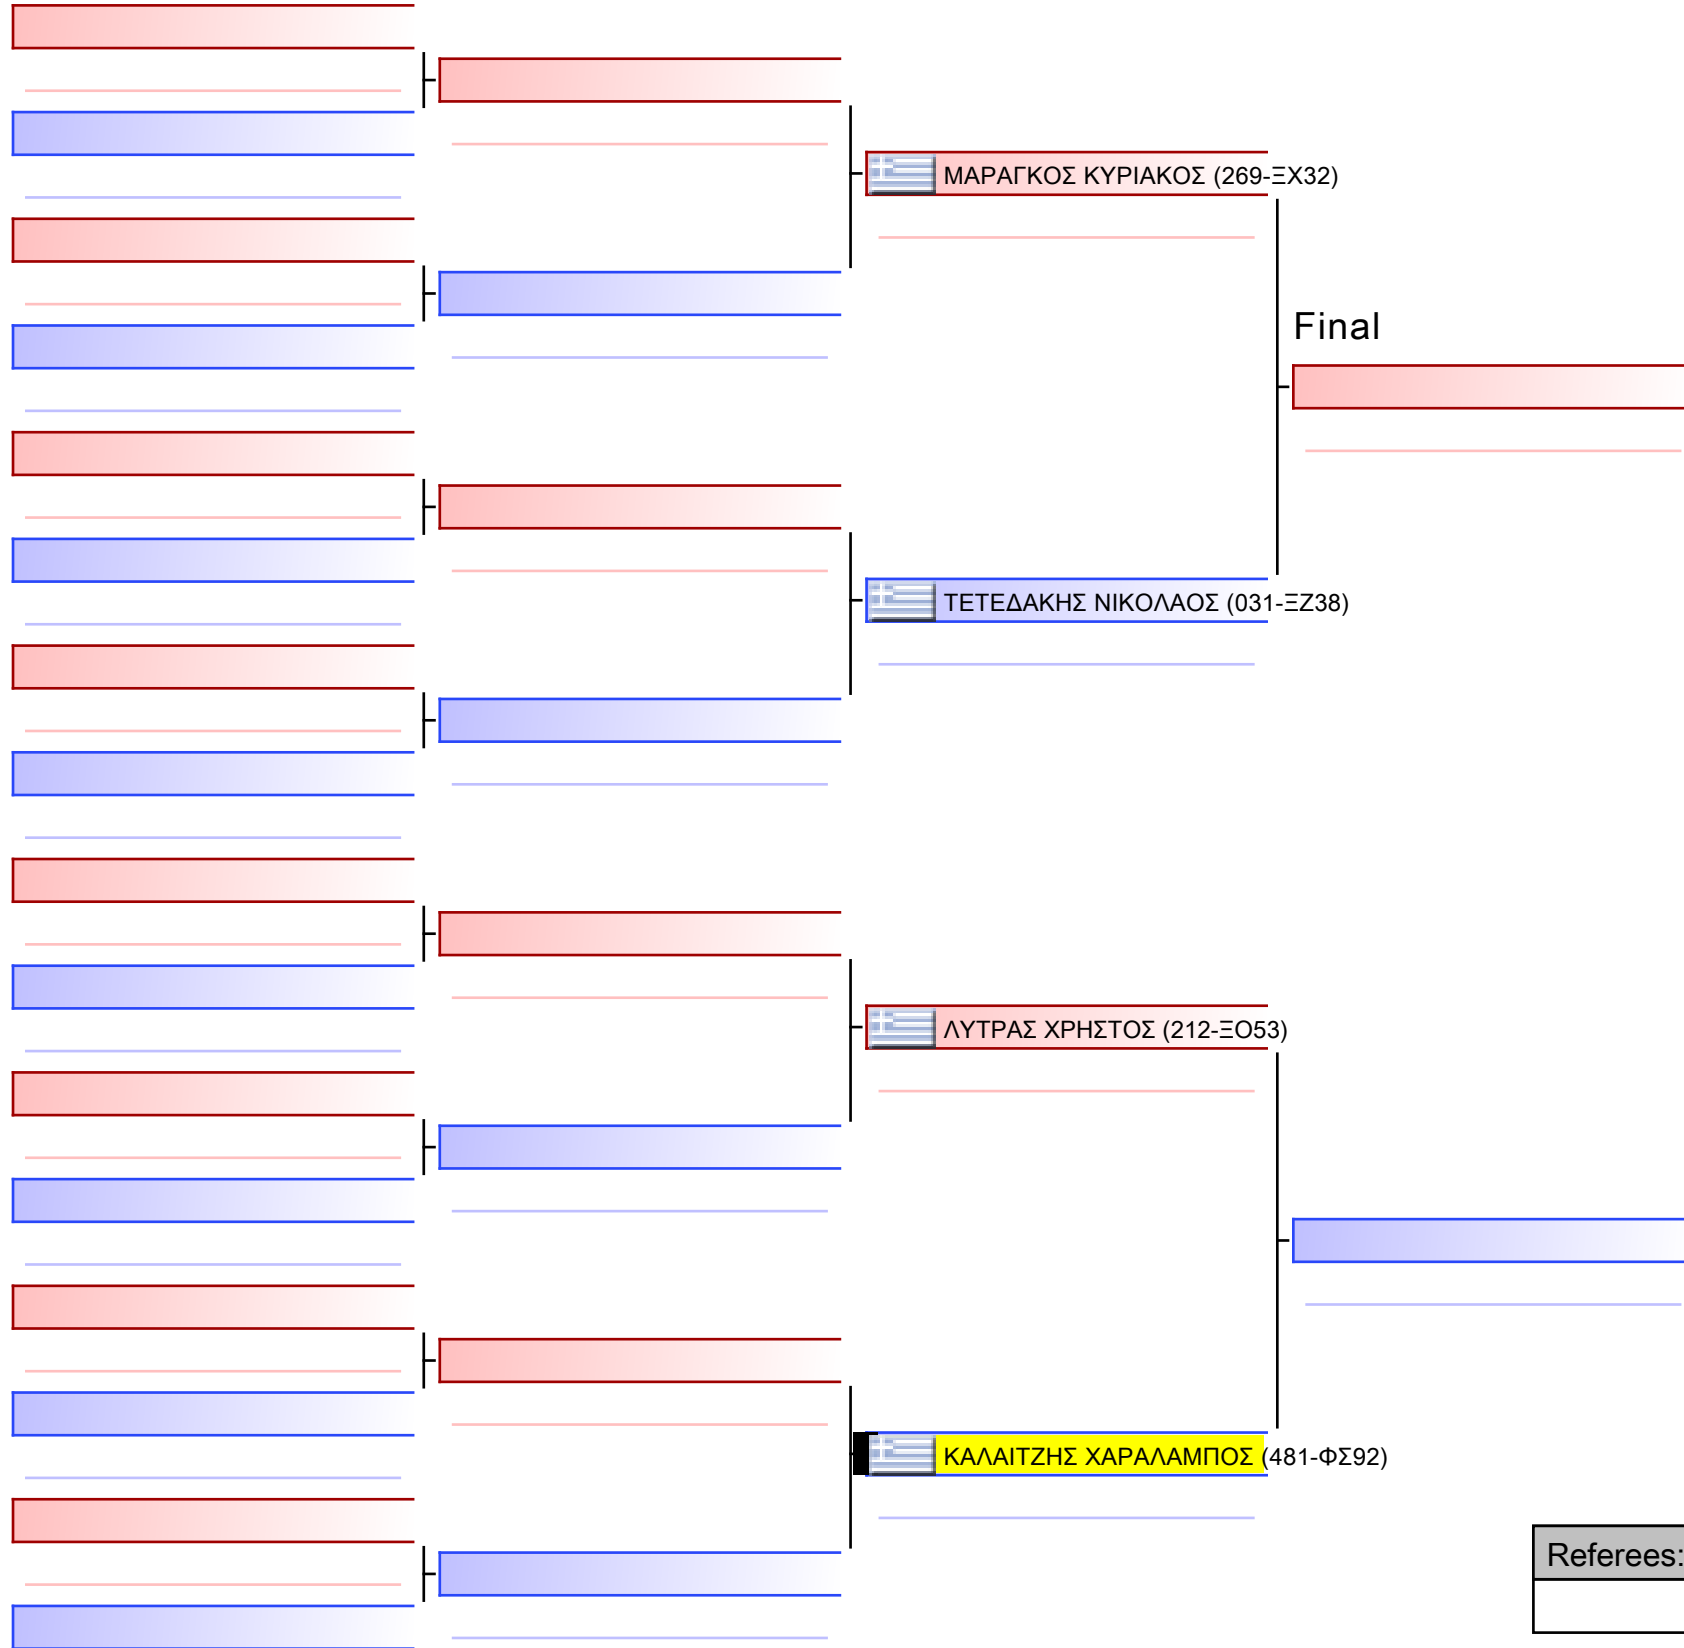 ΜΑΡΑΓΚΟΣ ΚΥΡΙΑΚΟΣ (269-ΞΧ32)
Final
ΤΕΤΕΔΑΚΗΣ ΝΙΚΟΛΑΟΣ (031-ΞΖ38)
ΛΥΤΡΑΣ ΧΡΗΣΤΟΣ (212-ΞΟ53)
ΚΑΛΑΙΤΖΗΣ ΧΑΡΑΛΑΜΠΟΣ (481-ΦΣ92)
Referees: